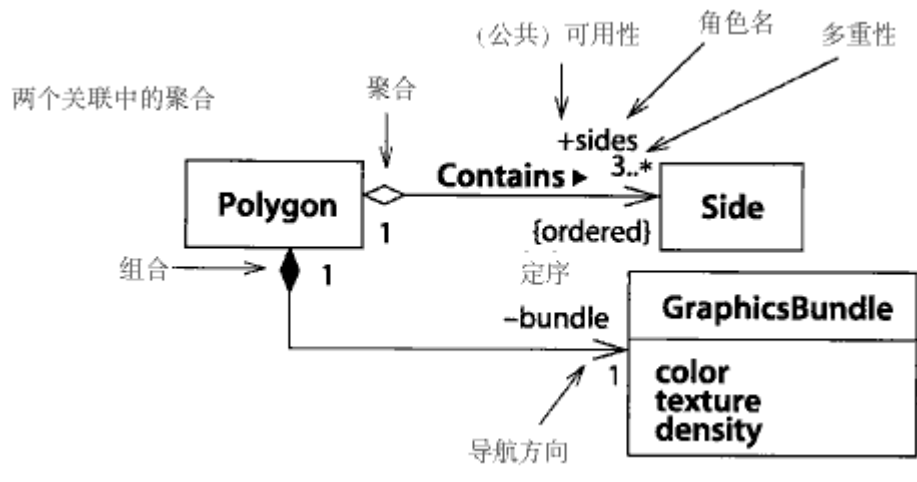 (公共) 可用性
角色名
多重性
两个关联中的聚合
聚合
+sides
3..*
Contains ▸
Polygon
Side
1
{ordered}
组合
1
定序
–bundle
GraphicsBundle
1
color
texture
density
导航方向